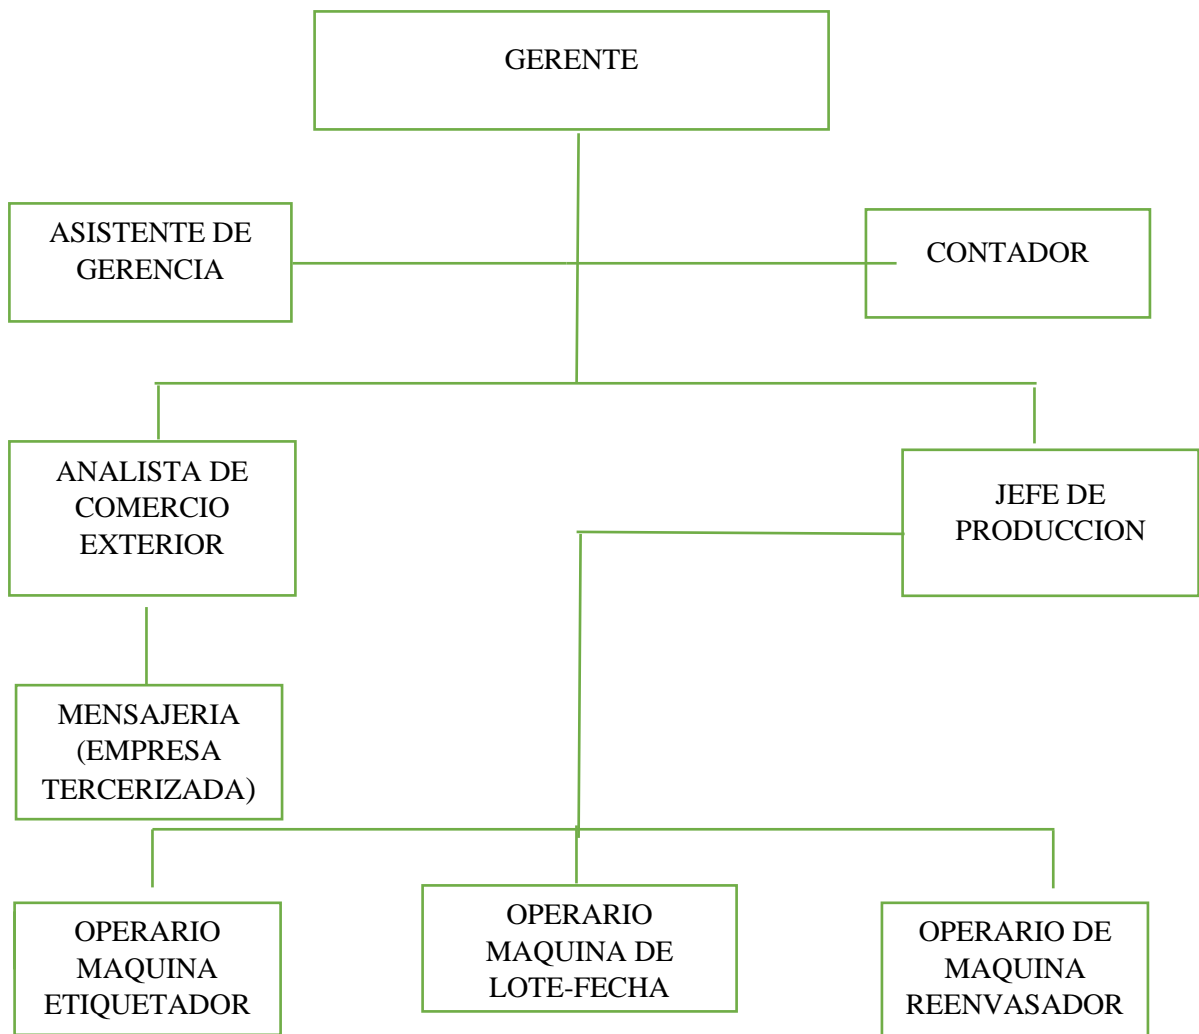 GERENTE
ASISTENTE DE
GERENCIA
CONTADOR
ANALISTA DE
COMERCIO
EXTERIOR
JEFE DE
PRODUCCION
MENSAJERIA
(EMPRESA
TERCERIZADA)
OPERARIO
MAQUINA
ETIQUETADOR
OPERARIO
MAQUINA DE
LOTE-FECHA
OPERARIO DE
MAQUINA
REENVASADOR